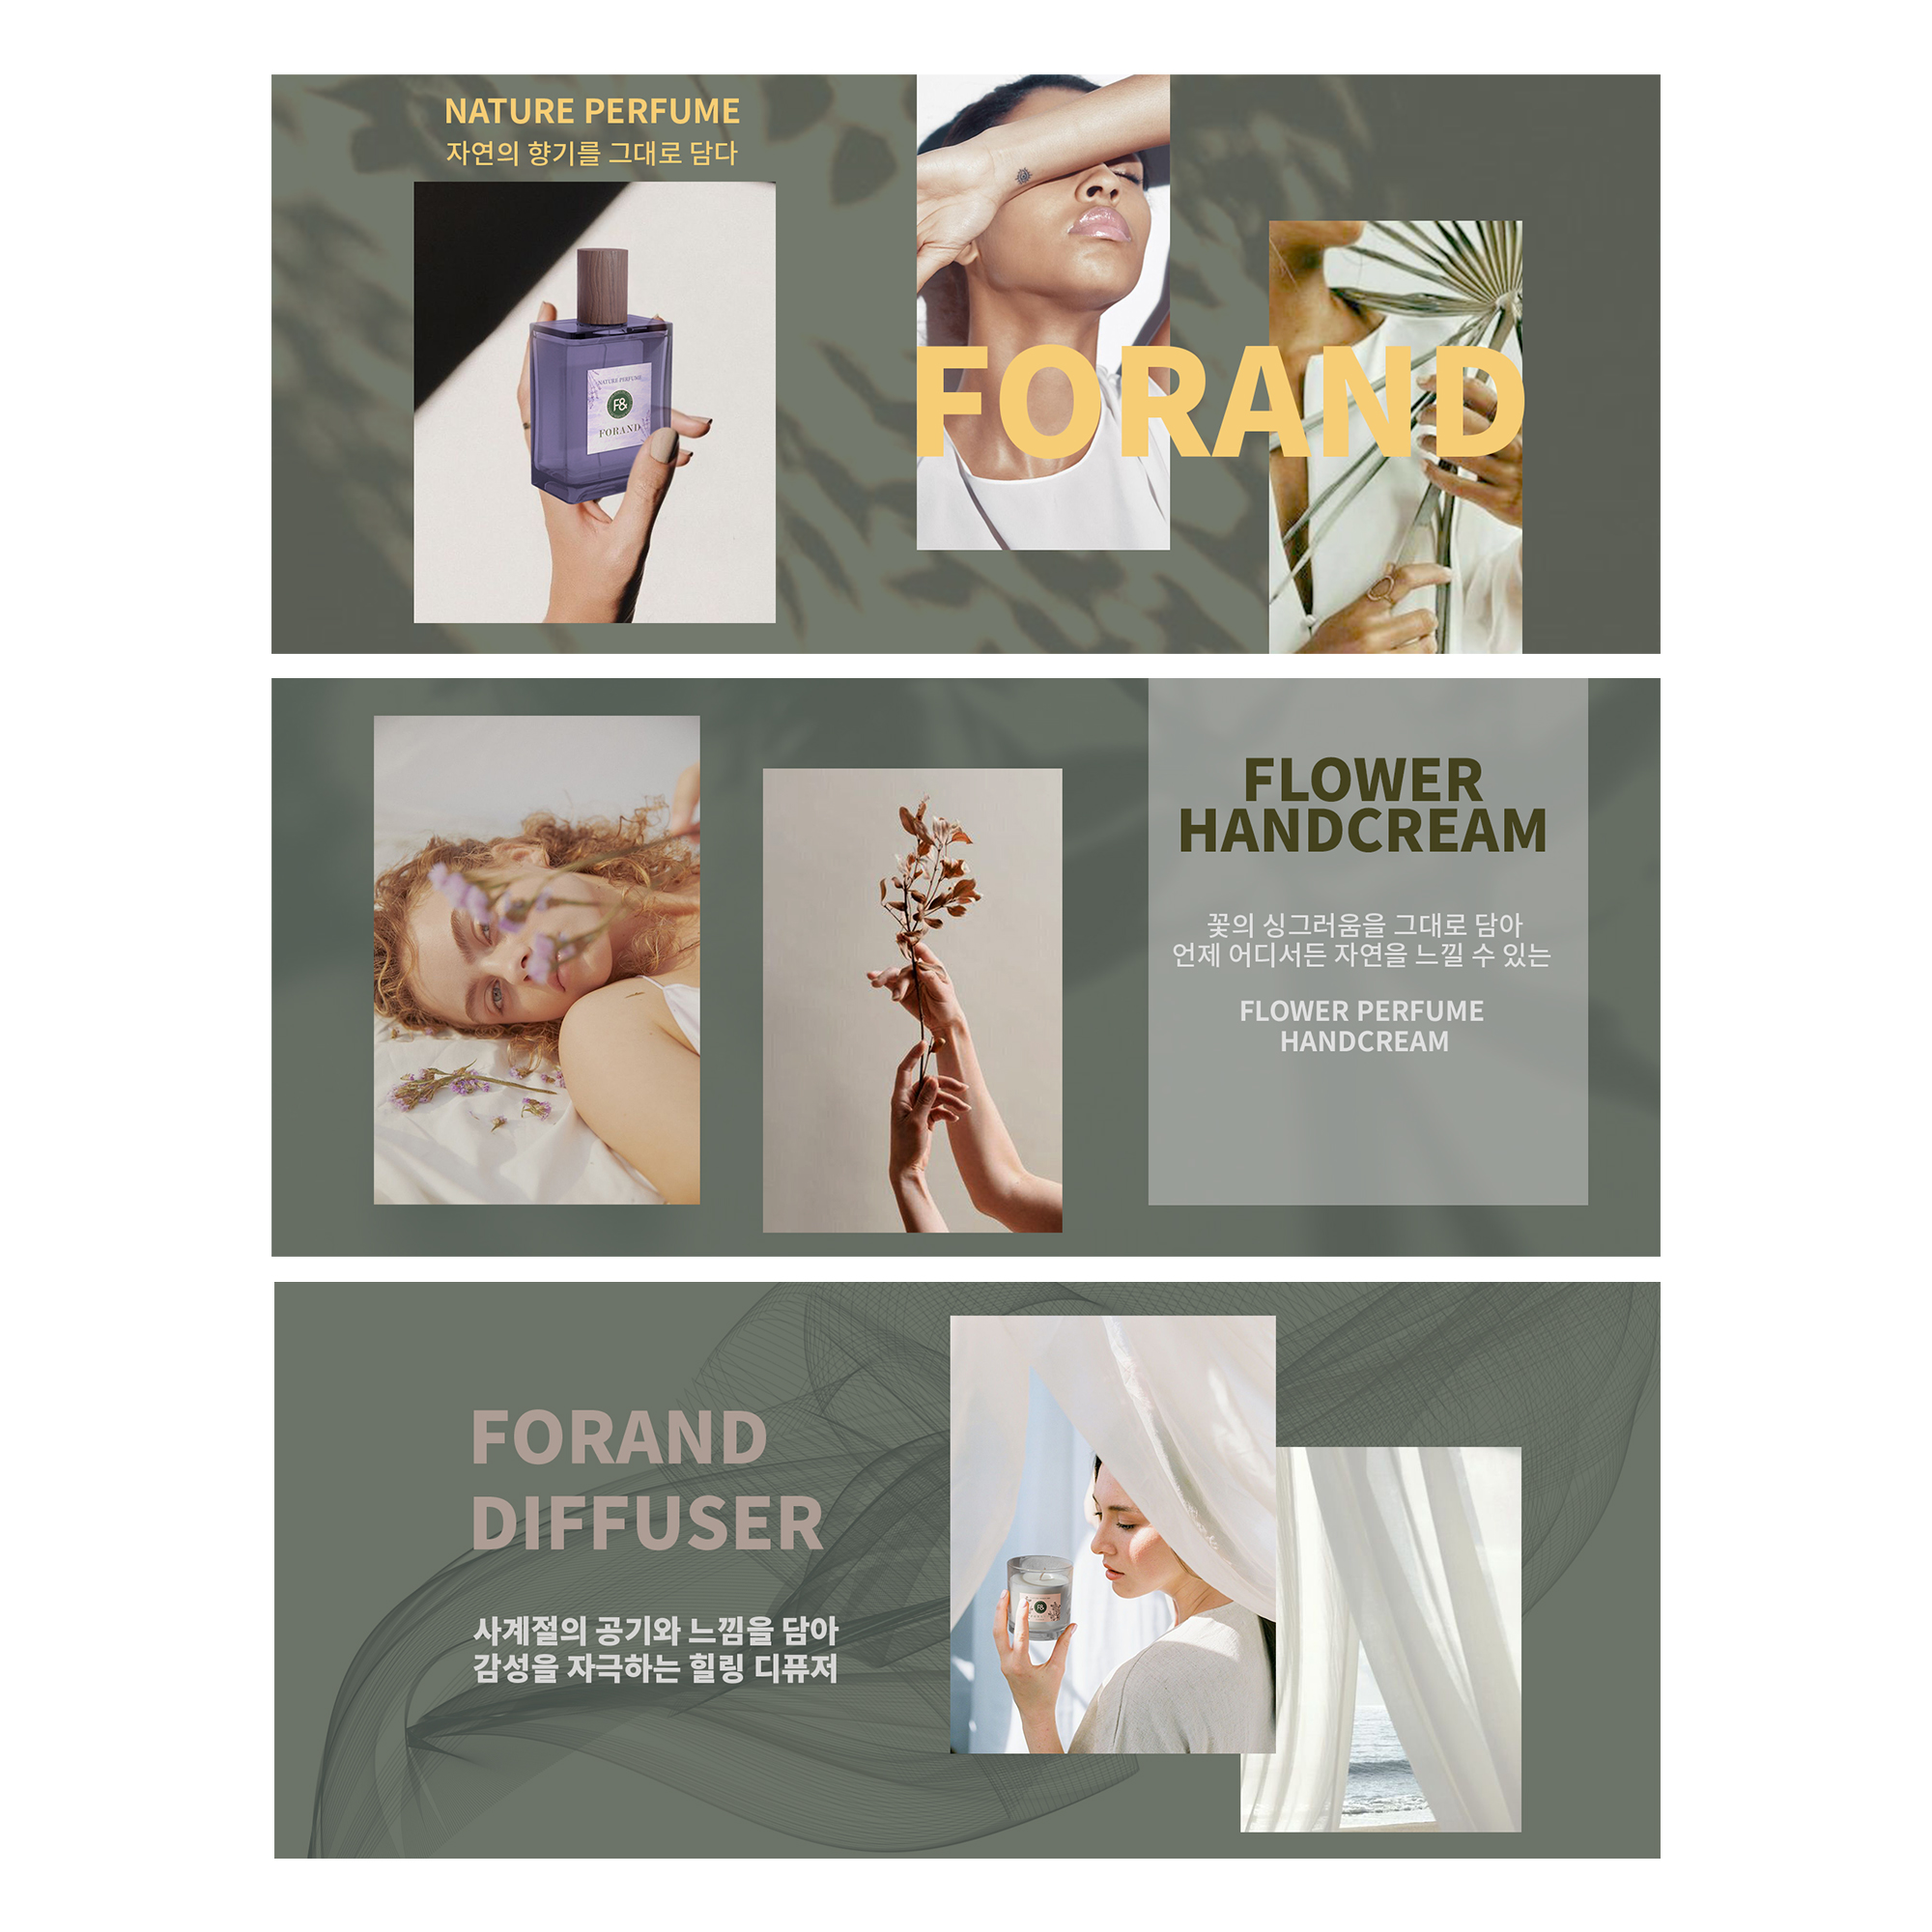 NATURE PERFUME
자연의 향기를 그대로 담다
NATURE PERFUME
F&
FORAND
FORAND
FLOWER
HANDCREAM
꽃의 싱그러움을 그대로 담아
언제 어디서든 자연을 느낄 수 있는
FLOWER PERFUME
HANDCREAM
FORAND
DIFFUSER
사계절의 공기와 느낌을 담아
감성을 자극하는 힐링 디퓨저
F&